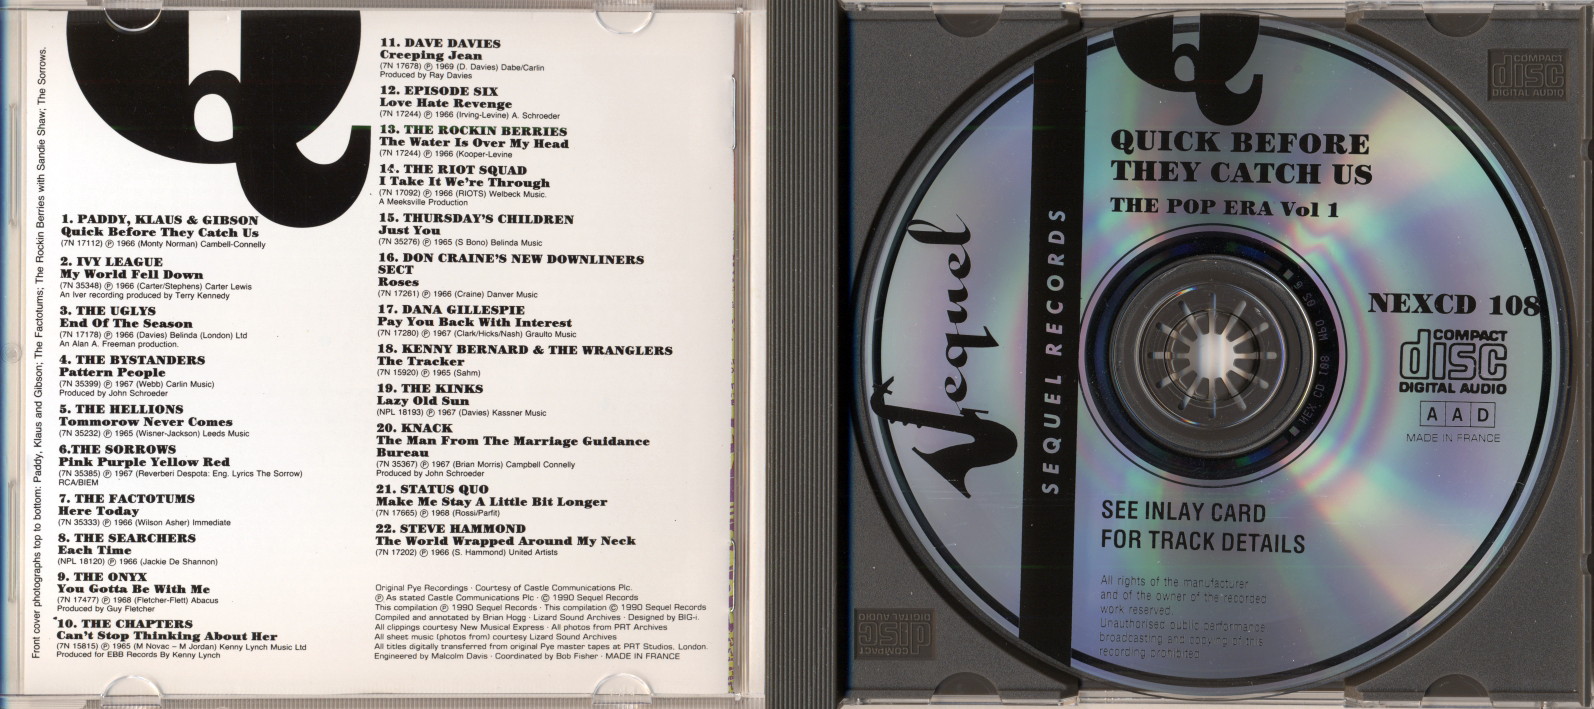 Front cover photographs top to bottom: Paddy, Klaus and Gibson; The Factotums; The Rockin Berries with Sandie Shaw; The Sorrows.
1. PADDY, KLAUS & GIBSON
Quick Before They Catch Us
(7N 17112) ℗ 1966 (Monty Norman) Cambell-Connelly
2. IVY LEAGUE
My World Fell Down
(7N 35348) ℗ 1966 (Carter/Stephens) Carter Lewis
An Iver recording produced by Terry Kennedy
3. THE UGLYS
End Of The Season
(7N 17178) ℗ 1966 (Davies) Belinda (London) Ltd
An Alan A. Freeman production.
4. THE BYSTANDERS
Pattern People
(7N 35399) ℗ 1967 (Webb) Carlin Music)
Produced by John Schroeder
5. THE HELLIONS
Tommorow Never Comes
(7N 35232) ℗ 1965 (Wisner-Jackson) Leeds Music
6.THE SORROWS
Pink Purple Yellow Red
(7N 35385) ℗ 1967 (Reverberi Despota: Eng. Lyrics The Sorrow)
RCA/BIEM
7. THE FACTOTUMS
Here Today
(7N 35333) ℗ 1966 (Wilson Asher) Immediate
8. THE SEARCHERS
Each Time
(NPL 18120) ℗ 1966 (Jackie De Shannon)
9. THE ONYX
You Gotta Be With Me
(7N 17477) ℗ 1968 (Fletcher-Flett) Abacus
Produced by Guy Fletcher
10. THE CHAPTERS
Can't Stop Thinking About Her
(7N 15815) ℗ 1965 (M Novac – M Jordan) Kenny Lynch Music Ltd
Produced for EBB Records By Kenny Lynch
11. DAVE DAVIES
Creeping Jean
(7N 17678) ℗ 1969 (D. Davies) Dabe/Carlin
Produced by Ray Davies
12. EPISODE SIX
Love Hate Revenge
(7N 17244) ℗ 1966 (Irving-Levine) A. Schroeder
13. THE ROCKIN BERRIES
The Water Is Over My Head
(7N 17244) ℗ 1966 (Kooper-Levine
14. THE RIOT SQUAD
I Take It We're Through
(7N 17092) ℗ 1966 (RIOTS) Welbeck Music.
A Meeksville Production
15. THURSDAY'S CHILDREN
Just You
(7N 35276) ℗ 1965 (S Bono) Belinda Music
16. DON CRAINE'S NEW DOWNLINERS
SECT
Roses
(7N 17261) ℗ 1966 (Craine) Danver Music
17. DANA GILLESPIE
Pay You Back With Interest
(7N 17280) ℗ 1967 (Clark/Hicks/Nash) Graulto Music
18. KENNY BERNARD & THE WRANGLERS
The Tracker
(7N 15920) ℗ 1965 (Sahm)
19. THE KINKS
Lazy Old Sun
(NPL 18193) ℗ 1967 (Davies) Kassner Music
20. KNACK
The Man From The Marriage Guidance
Bureau
(7N 35367) ℗ 1967 (Brian Morris) Campbell Connelly
Produced by John Schroeder
21. STATUS QUO
Make Me Stay A Little Bit Longer
(7N 17665) ℗ 1968 (Rossi/Parfit)
22. STEVE HAMMOND
The World Wrapped Around My Neck
(7N 17202) ℗ 1966 (S. Hammond) United Artists
Original Pye Recordings · Courtesy of Castle Communications Plc.
℗ As stated Castle Communications Plc · © 1990 Sequel Records
This compilation ℗ 1990 Sequel Records · This compilation © 1990 Sequel Records
Compiled and annotated by Brian Hogg · Lizard Sound Archives · Designed by BIG-i.
All clippings courtesy New Musical Express · All photos from PRT Archives
All sheet music (photos from) courtesy Lizard Sound Archives
All titles digitally transferred from original Pye master tapes at PRT Studios, London.
Engineered by Malcolm Davis · Coordinated by Bob Fisher · MADE IN FRANCE
Q
Sequel
SEQUEL RECORDS
QUICK BEFORE
THEY CATCH US
THE POP ERA Vol 1
NEXCD 108
COMPACT
disc
DIGITAL AUDIO
A A D
MADE IN FRANCE
SEE INLAY CARD
FOR TRACK DETAILS
All rights of the manufacturer
and of the owner of the recorded
work reserved.
Unauthorised public performance
broadcasting and copying of this
recording prohibited
COMPACT
disc
DIGITAL AUDIO
COMPACT
disc
DIGITAL AUDIO